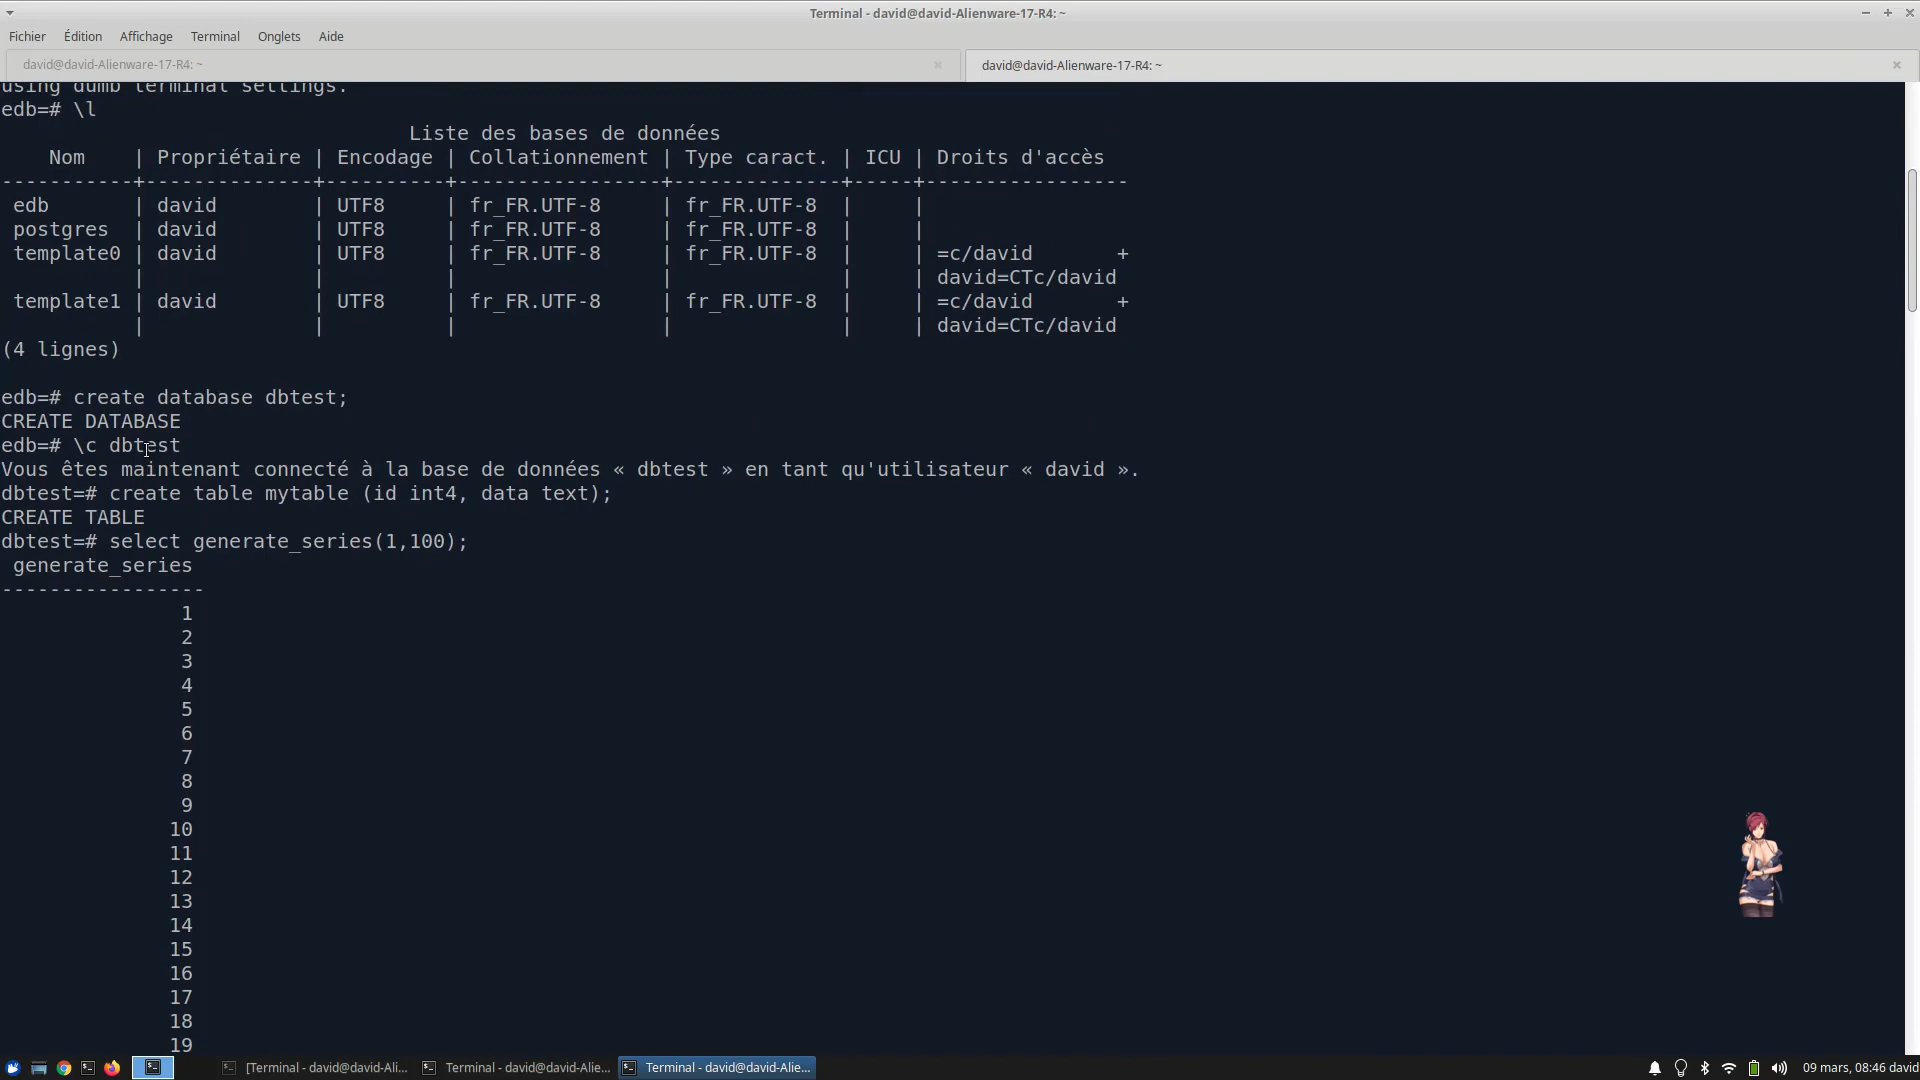 Terminal - david@david-Alienware-17-R4: ~
Fichier Édition Affichage Terminal Onglets Aide
david@david-Alienware-17-R4: ~
david@david-Alienware-17-R4: ~
using dumb terminal settings.
edb=# \l
Liste des bases de données
Nom | Propriétaire | Encodage | Collationnement | Type caract. | ICU | Droits d'accès
-----------+--------------+----------+-----------------+--------------+-----+-----------------
edb | david | UTF8 | fr_FR.UTF-8 | fr_FR.UTF-8 | |
postgres | david | UTF8 | fr_FR.UTF-8 | fr_FR.UTF-8 | |
template0 | david | UTF8 | fr_FR.UTF-8 | fr_FR.UTF-8 | | =c/david +
| | | | | | david=CTc/david
template1 | david | UTF8 | fr_FR.UTF-8 | fr_FR.UTF-8 | | =c/david +
| | | | | | david=CTc/david
(4 lignes)
edb=# create database dbtest;
CREATE DATABASE
edb=# \c dbtest
Vous êtes maintenant connecté à la base de données « dbtest » en tant qu'utilisateur « david ».
dbtest=# create table mytable (id int4, data text);
CREATE TABLE
dbtest=# select generate_series(1,100);
generate_series
-----------------
1
2
3
4
5
6
7
8
9
10
11
12
13
14
15
16
17
18
19
[Terminal - david@david-Ali... Terminal - david@david-Alie... Terminal - david@david-Alie... 09 mars, 08:46 david